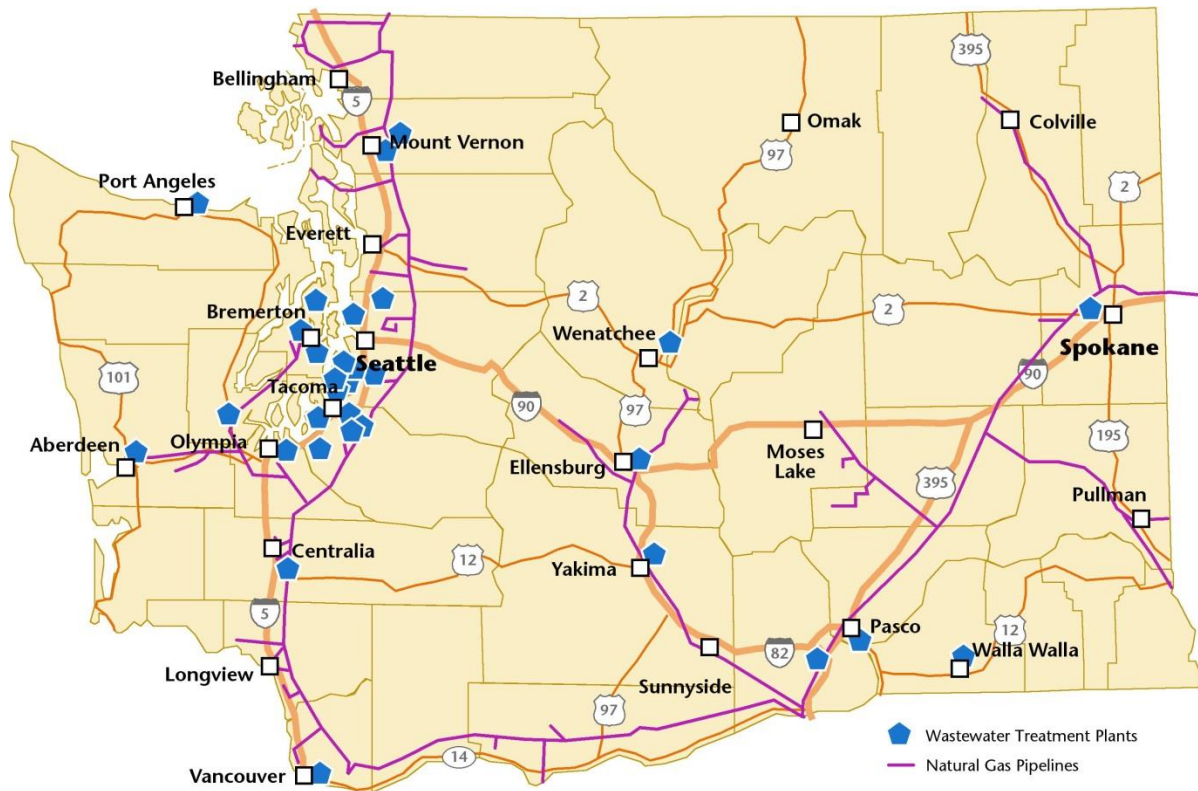 395
Bellingham
5
Omak
Colville
Mount Vernon
97
Port Angeles
2
Everett
2
2
Bremerton
Wenatchee
Seattle
Spokane
101
Tacoma
90
90
97
Aberdeen
Olympia
Moses
Lake
195
Ellensburg
395
Pullman
Centralia
12
Yakima
5
Pasco
12
82
Walla Walla
Longview
Sunnyside
97
Wastewater Treatment Plants
14
Natural Gas Pipelines
Vancouver